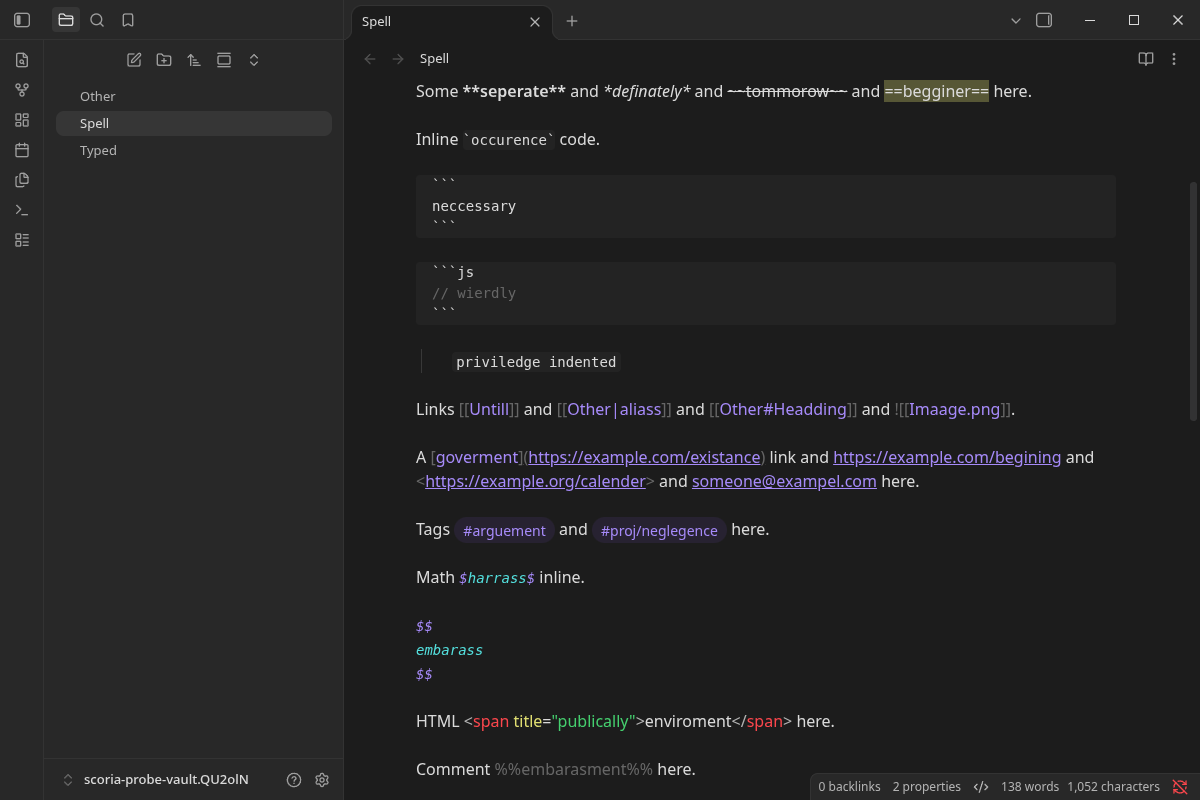 Spell
Spell
Other
Spell
Typed
Some **seperate** and *definately* and ~~tommorow~~ and ==begginer== here.
Inline `occurence` code.
```
neccessary
```
```js
// wierdly
```
priviledge indented
Links [[Untill]] and [[Other|aliass]] and [[Other#Headding]] and ![[Imaage.png]].
A [goverment](https://example.com/existance) link and https://example.com/begining and
<https://example.org/calender> and someone@exampel.com here.
Tags #arguement and #proj/neglegence here.
Math $harrass$ inline.
$$
embarass
$$
HTML <span title="publically">enviroment</span> here.
Comment %%embarasment%% here.
scoria-probe-vault.QU2olN
0 backlinks 2 properties 138 words 1,052 characters